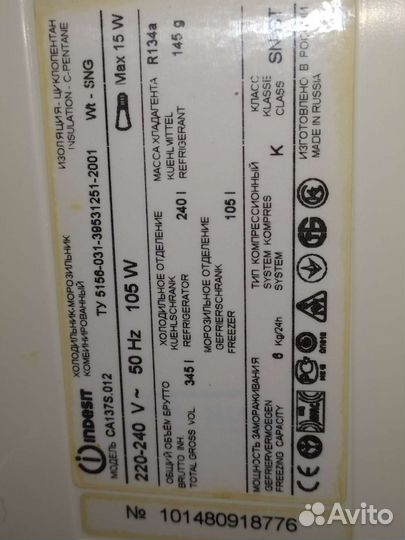 INDESIT
МОДЕЛЬ CA137S.012
ХОЛОДИЛЬНИК-МОРОЗИЛЬНИК
КОМБИНИРОВАННЫЙ
ТУ 5156-031-39531251-2001
ИЗОЛЯЦИЯ - ЦИКЛОПЕНТАН
INSULATION - C-PENTANE
Wt - SNG
220-240 V ~ 50 Hz 105 W
Max 15 W
ОБЩИЙ ОБЪЕМ БРУТТО
BRUTTO INH.
TOTAL GROSS VOL
345 l
ХОЛОДИЛЬНОЕ ОТДЕЛЕНИЕ
KUEHLSCHRANK
REFRIGERATOR
240 l
МОРОЗИЛЬНОЕ ОТДЕЛЕНИЕ
GEFRIERSCHRANK
FREEZER
105 l
МАССА ХЛАДАГЕНТА
KUEHLMITTEL
REFRIGERANT
R134a
145 g
МОЩНОСТЬ ЗАМОРАЖИВАНИЯ
GEFRIERVERMOEGEN
FREEZING CAPACITY
6 Kg/24h
ТИП КОМПРЕССИОННЫЙ
SYSTEM KOMPRES
SYSTEM
K
КЛАСС
KLASSE
CLASS
ИЗГОТОВЛЕНО В РОССИИ
MADE IN RUSSIA
CE
№ 101480918776
Avito